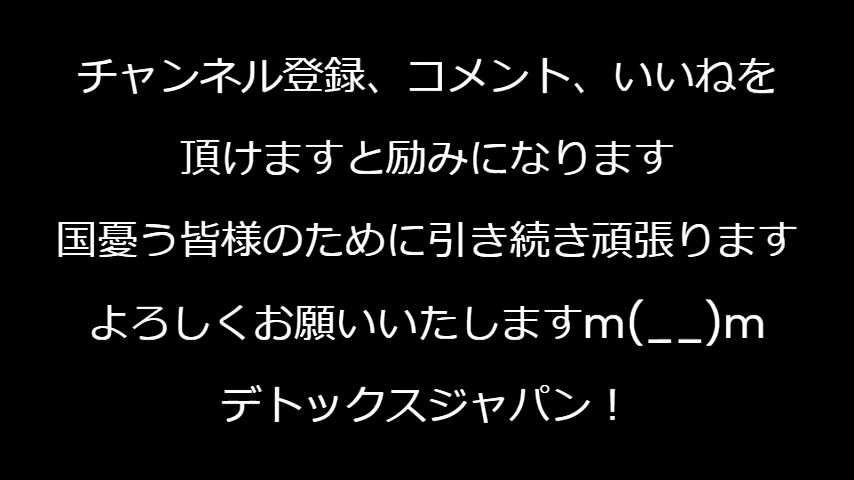 チャンネル登録、コメント、いいねを
頂けますと励みになります
国憂う皆様のために引き続き頑張ります
よろしくお願いいたしますm(__)m
デトックスジャパン！